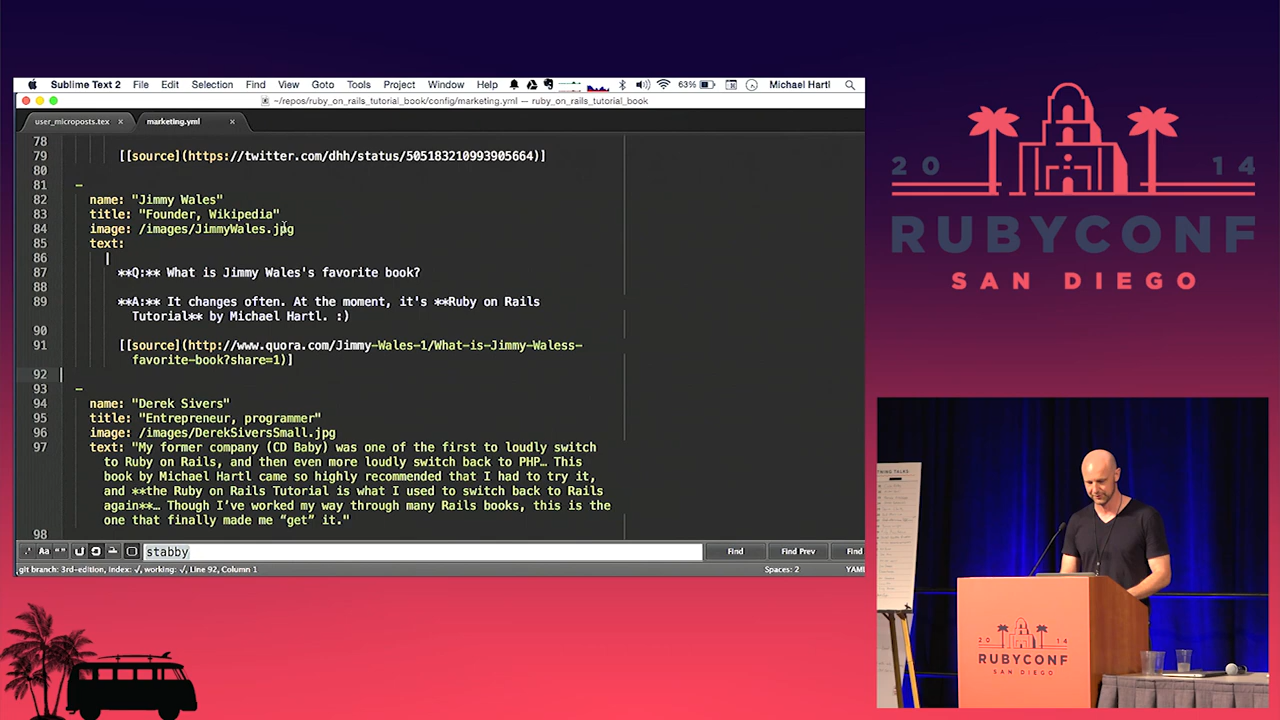 Sublime Text 2 File Edit Selection Find View Goto Tools Project Window Help 63% Michael Hartl
~/repos/ruby_on_rails_tutorial_book/config/marketing.yml — ruby_on_rails_tutorial_book
user_microposts.tex × marketing.yml ×
78
79 [[source](https://twitter.com/dhh/status/505183210993905664)]
80
81 -
82 name: "Jimmy Wales"
83 title: "Founder, Wikipedia"
84 image: /images/JimmyWales.jpg
85 text:
86 |
87 **Q:** What is Jimmy Wales's favorite book?
88
89 **A:** It changes often. At the moment, it's **Ruby on Rails
Tutorial** by Michael Hartl. :)
90
91 [[source](http://www.quora.com/Jimmy-Wales-1/What-is-Jimmy-Waless-
favorite-book?share=1)]
92
93 -
94 name: "Derek Sivers"
95 title: "Entrepreneur, programmer"
96 image: /images/DerekSiversSmall.jpg
97 text: "My former company (CD Baby) was one of the first to loudly switch
to Ruby on Rails, and then even more loudly switch back to PHP… This
book by Michael Hartl came so highly recommended that I had to try it,
and **the Ruby on Rails Tutorial is what I used to switch back to Rails
again**… Though I’ve worked my way through many Rails books, this is the
one that finally made me “get” it."
98
.* Aa “” stabby Find Find Prev Find
git branch: 3rd-edition, index: ✓, working: ✓, Line 92, Column 1 Spaces: 2 YAML
20 14
RUBYCONF
SAN DIEGO
NING TALKS
20 14
RUBYCONF
SAN DIEGO